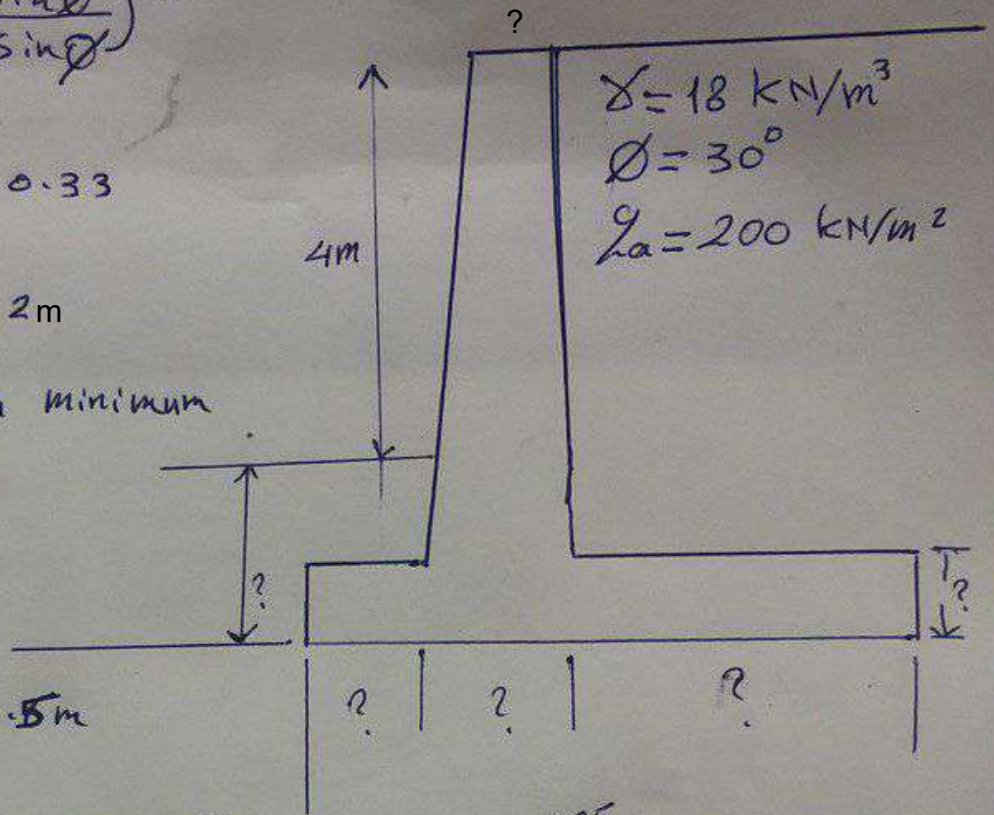 sinø
?
γ=18 kN/m³
ø=30°
0.33
qa=200 kN/m²
4m
2m
minimum
?
?
.5m
?
?
?